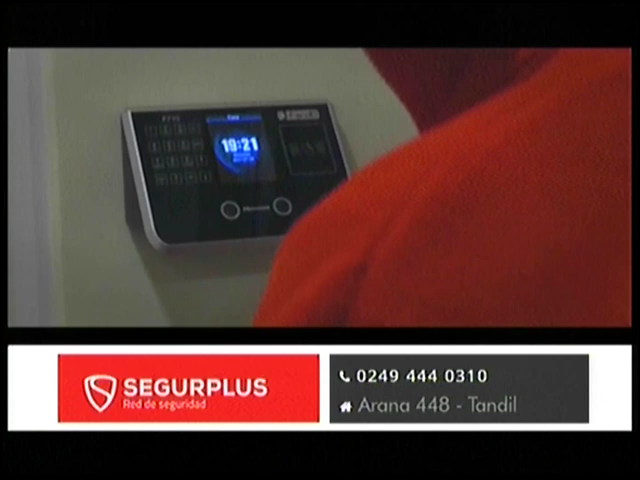 19:21
SEGURPLUS
Red de seguridad
0249 444 0310
Arana 448 - Tandil